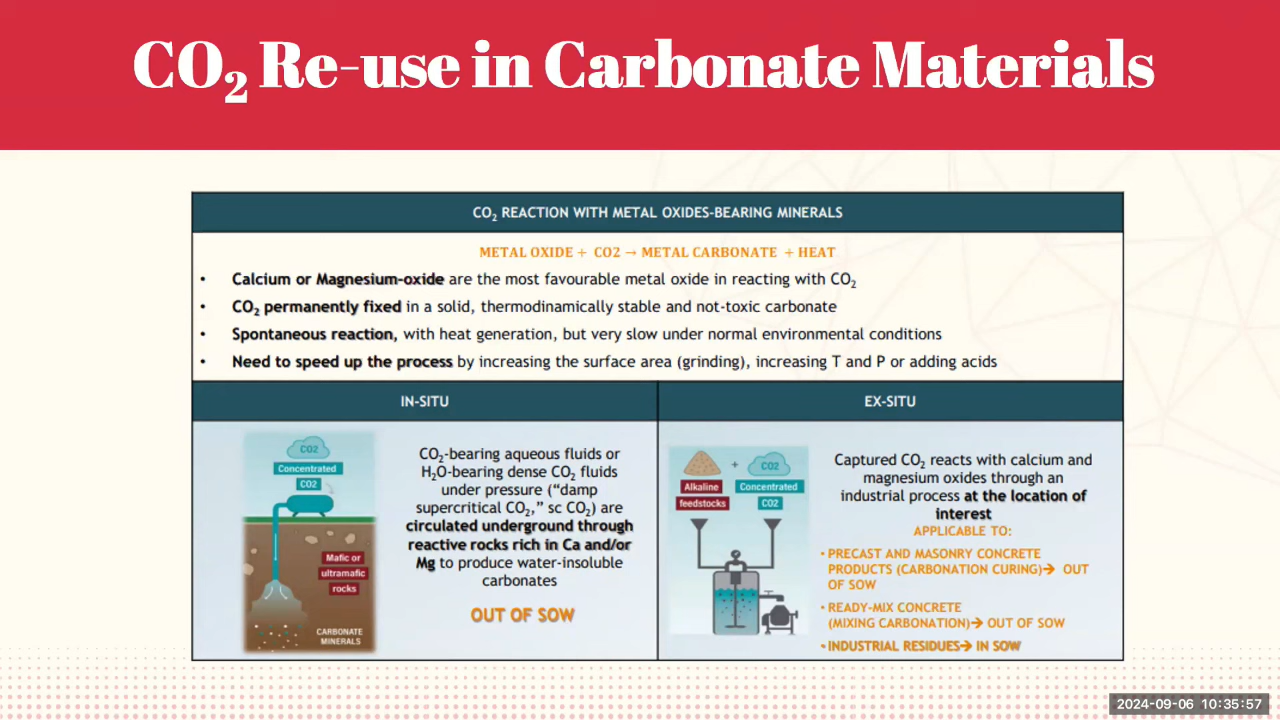 CO₂ Re-use in Carbonate Materials
CO₂ REACTION WITH METAL OXIDES-BEARING MINERALS
METAL OXIDE + CO2 → METAL CARBONATE + HEAT
• Calcium or Magnesium-oxide are the most favourable metal oxide in reacting with CO₂
• CO₂ permanently fixed in a solid, thermodinamically stable and not-toxic carbonate
• Spontaneous reaction, with heat generation, but very slow under normal environmental conditions
• Need to speed up the process by increasing the surface area (grinding), increasing T and P or adding acids
IN-SITU
CO2
Concentrated
CO2
Mafic or
ultramafic
rocks
CARBONATE
MINERALS
CO₂-bearing aqueous fluids or
H₂O-bearing dense CO₂ fluids
under pressure (“damp
supercritical CO₂,” sc CO₂) are
circulated underground through
reactive rocks rich in Ca and/or
Mg to produce water-insoluble
carbonates
OUT OF SOW
EX-SITU
+ CO2
Alkaline
feedstocks
Concentrated
CO2
Captured CO₂ reacts with calcium and
magnesium oxides through an
industrial process at the location of
interest
APPLICABLE TO:
• PRECAST AND MASONRY CONCRETE
PRODUCTS (CARBONATION CURING)→ OUT
OF SOW
• READY-MIX CONCRETE
(MIXING CARBONATION)→ OUT OF SOW
• INDUSTRIAL RESIDUES→ IN SOW
2024-09-06 10:35:57